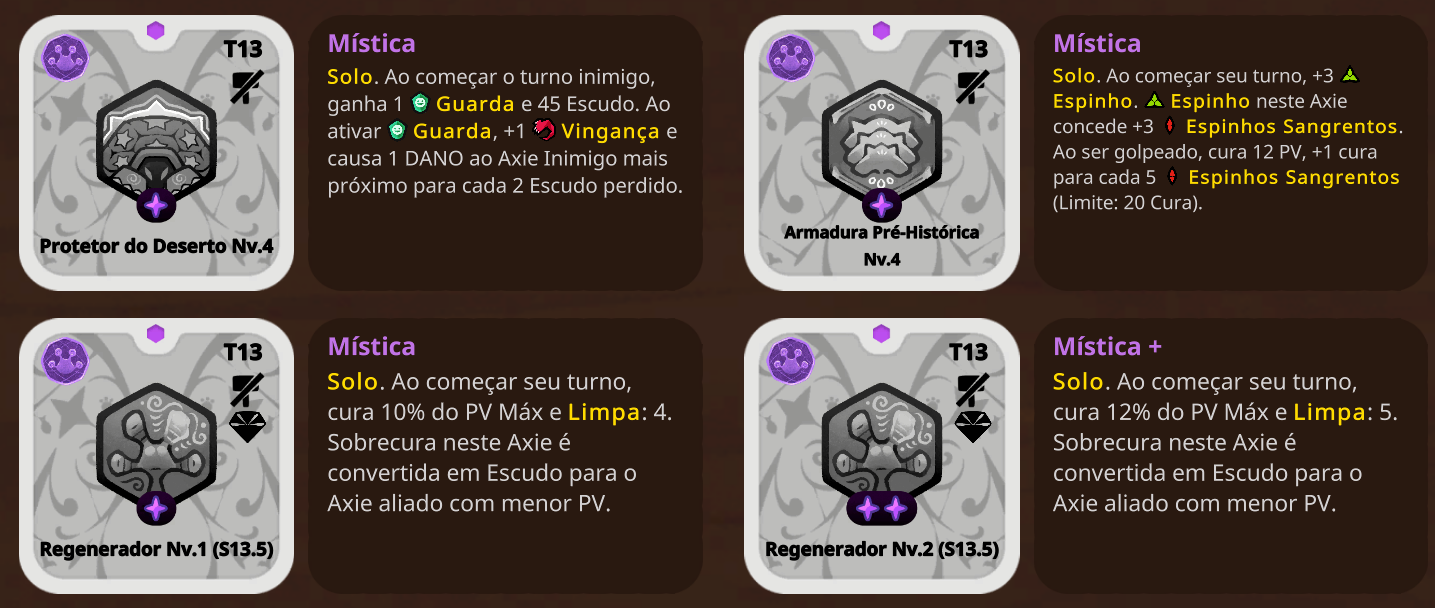 T13
Protetor do Deserto Nv.4
Mística
Solo. Ao começar o turno inimigo,
ganha 1 Guarda e 45 Escudo. Ao
ativar Guarda, +1 Vingança e
causa 1 DANO ao Axie Inimigo mais
próximo para cada 2 Escudo perdido.
T13
Armadura Pré-Histórica
Nv.4
Mística
Solo. Ao começar seu turno, +3
Espinho. Espinho neste Axie
concede +3 Espinhos Sangrentos.
Ao ser golpeado, cura 12 PV, +1 cura
para cada 5 Espinhos Sangrentos
(Limite: 20 Cura).
T13
Regenerador Nv.1 (S13.5)
Mística
Solo. Ao começar seu turno,
cura 10% do PV Máx e Limpa: 4.
Sobrecura neste Axie é
convertida em Escudo para o
Axie aliado com menor PV.
T13
Regenerador Nv.2 (S13.5)
Mística +
Solo. Ao começar seu turno,
cura 12% do PV Máx e Limpa: 5.
Sobrecura neste Axie é
convertida em Escudo para o
Axie aliado com menor PV.